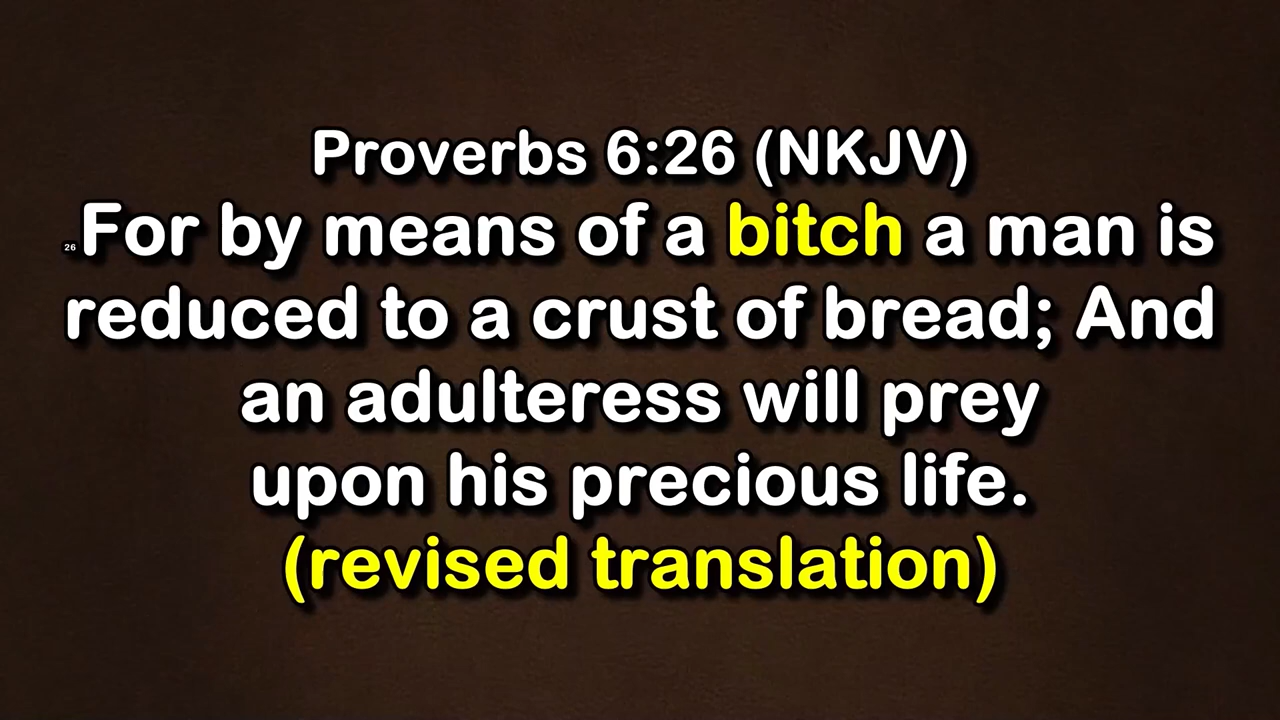 Proverbs 6:26 (NKJV)
26 For by means of a bitch a man is
reduced to a crust of bread; And
an adulteress will prey
upon his precious life.
(revised translation)